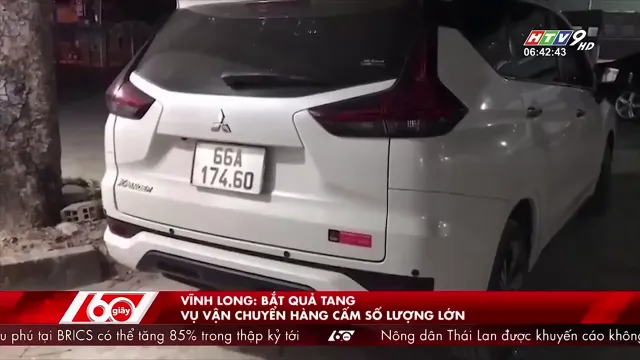 HTV9 HD
06:42:43
66A
174.60
XPANDER
60 giây
VĨNH LONG: BẮT QUẢ TANG
VỤ VẬN CHUYỂN HÀNG CẤM SỐ LƯỢNG LỚN
u phú tại BRICS có thể tăng 85% trong thập kỷ tới
Nông dân Thái Lan được khuyến cáo khôn